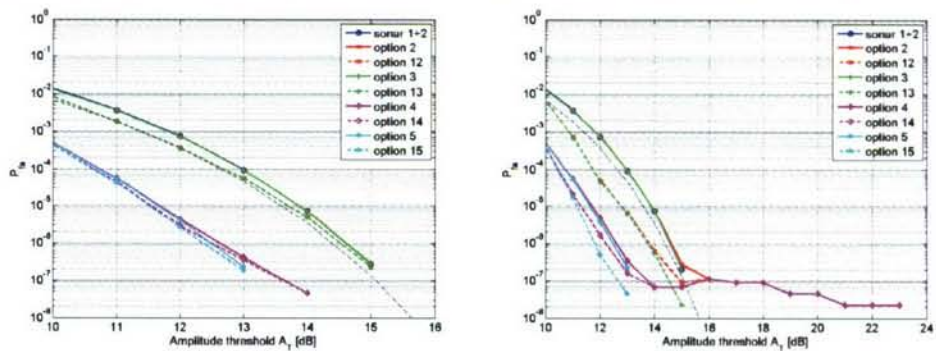 10^0
10^-1
10^-2
10^-3
10^-4
10^-5
10^-6
10^-7
10^-8
P_fa
10 11 12 13 14 15 16
Amplitude threshold A_T [dB]
sonar 1+2
option 2
option 12
option 3
option 13
option 4
option 14
option 5
option 15
10^0
10^-1
10^-2
10^-3
10^-4
10^-5
10^-6
10^-7
10^-8
P_fa
10 12 14 16 18 20 22 24
Amplitude threshold A_T [dB]
sonar 1+2
option 2
option 12
option 3
option 13
option 4
option 14
option 5
option 15